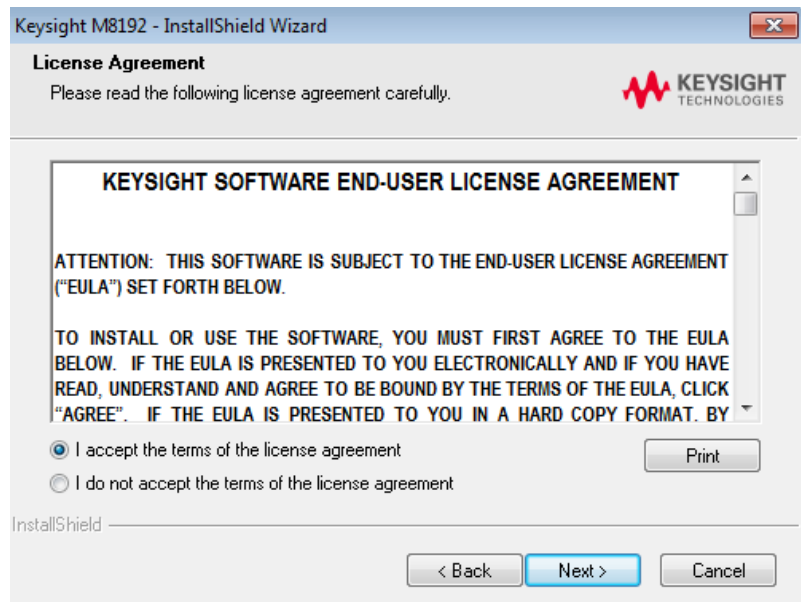 Keysight M8192 - InstallShield Wizard
License Agreement
Please read the following license agreement carefully.
KEYSIGHT
TECHNOLOGIES
KEYSIGHT SOFTWARE END-USER LICENSE AGREEMENT
ATTENTION: THIS SOFTWARE IS SUBJECT TO THE END-USER LICENSE AGREEMENT
(“EULA”) SET FORTH BELOW.
TO INSTALL OR USE THE SOFTWARE, YOU MUST FIRST AGREE TO THE EULA
BELOW. IF THE EULA IS PRESENTED TO YOU ELECTRONICALLY AND IF YOU HAVE
READ, UNDERSTAND AND AGREE TO BE BOUND BY THE TERMS OF THE EULA, CLICK
“AGREE”. IF THE EULA IS PRESENTED TO YOU IN A HARD COPY FORMAT, BY
I accept the terms of the license agreement
Print
I do not accept the terms of the license agreement
InstallShield
< Back
Next >
Cancel